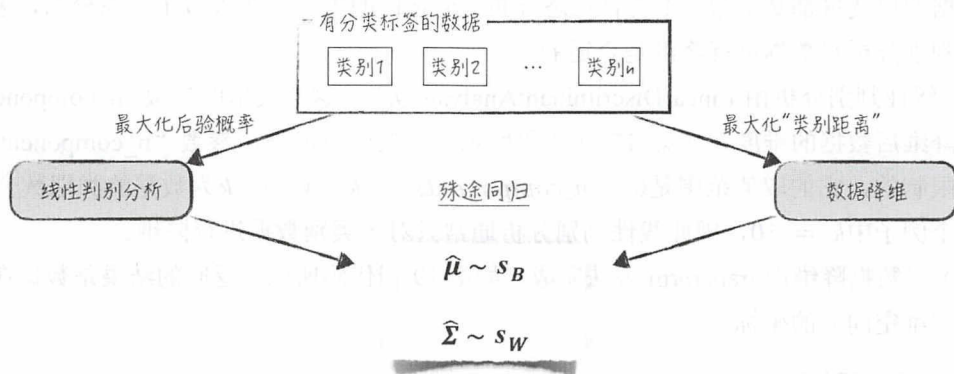 有分类标签的数据
类别1 类别2 … 类别n
最大化后验概率 最大化“类别距离”
线性判别分析 殊途同归 数据降维
μ̂ ~ s_B
Σ̂ ~ s_W